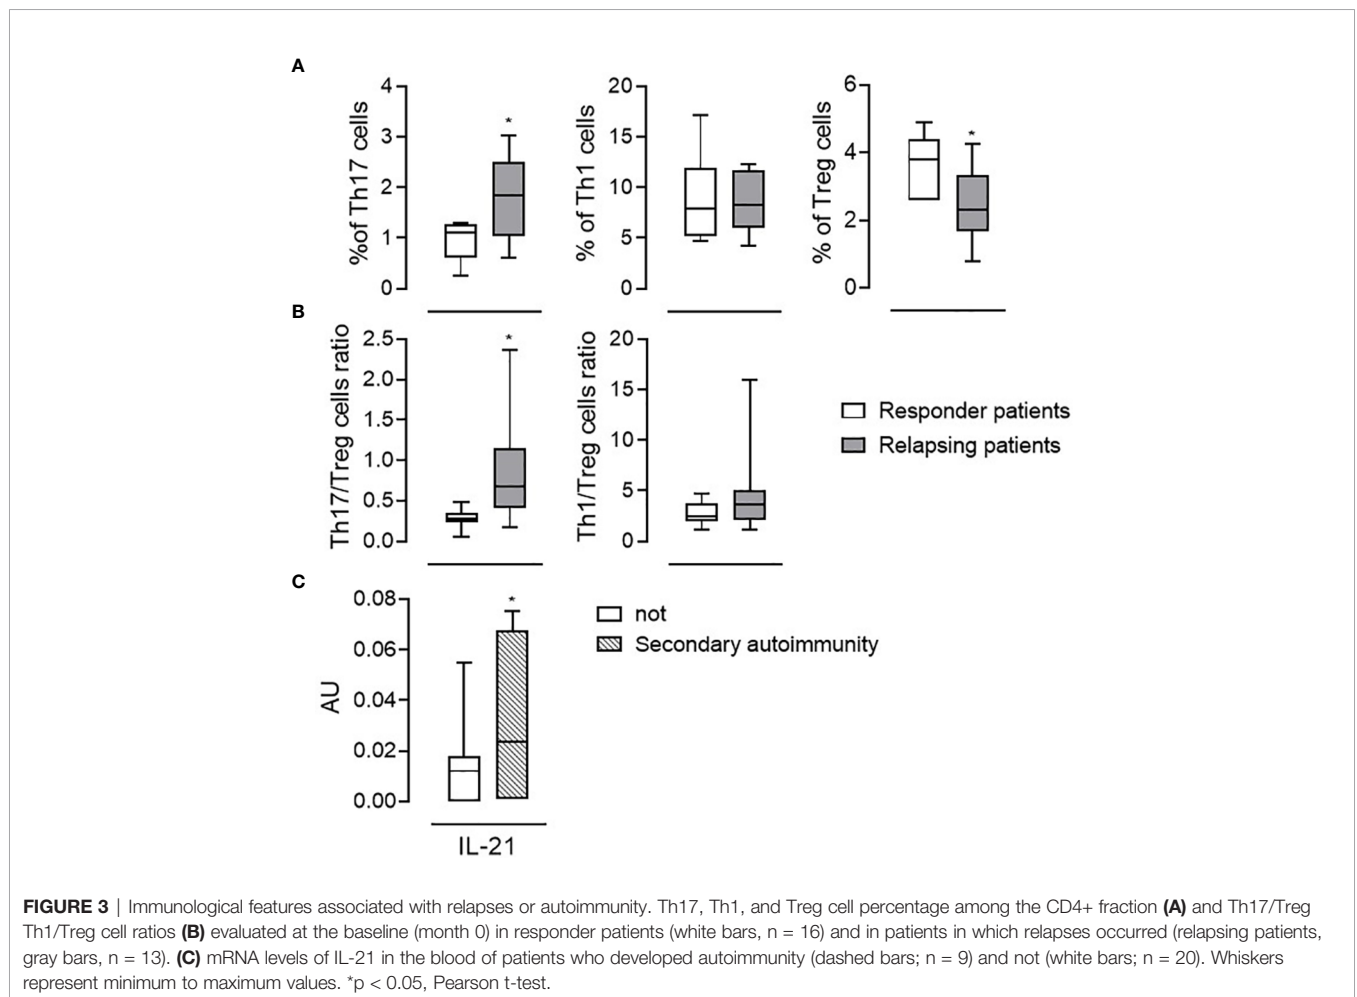 A
%of Th17 cells
4
3
2
1
0
*
% of Th1 cells
20
15
10
5
0
% of Treg cells
6
4
2
0
*
B
Th17/Treg cells ratio
2.5
2.0
1.5
1.0
0.5
0.0
*
Th1/Treg cells ratio
20
15
10
5
0
Responder patients
Relapsing patients
C
AU
0.08
0.06
0.04
0.02
0.00
*
IL-21
not
Secondary autoimmunity
FIGURE 3 | Immunological features associated with relapses or autoimmunity. Th17, Th1, and Treg cell percentage among the CD4+ fraction (A) and Th17/Treg
Th1/Treg cell ratios (B) evaluated at the baseline (month 0) in responder patients (white bars, n = 16) and in patients in which relapses occurred (relapsing patients,
gray bars, n = 13). (C) mRNA levels of IL-21 in the blood of patients who developed autoimmunity (dashed bars; n = 9) and not (white bars; n = 20). Whiskers
represent minimum to maximum values. *p < 0.05, Pearson t-test.